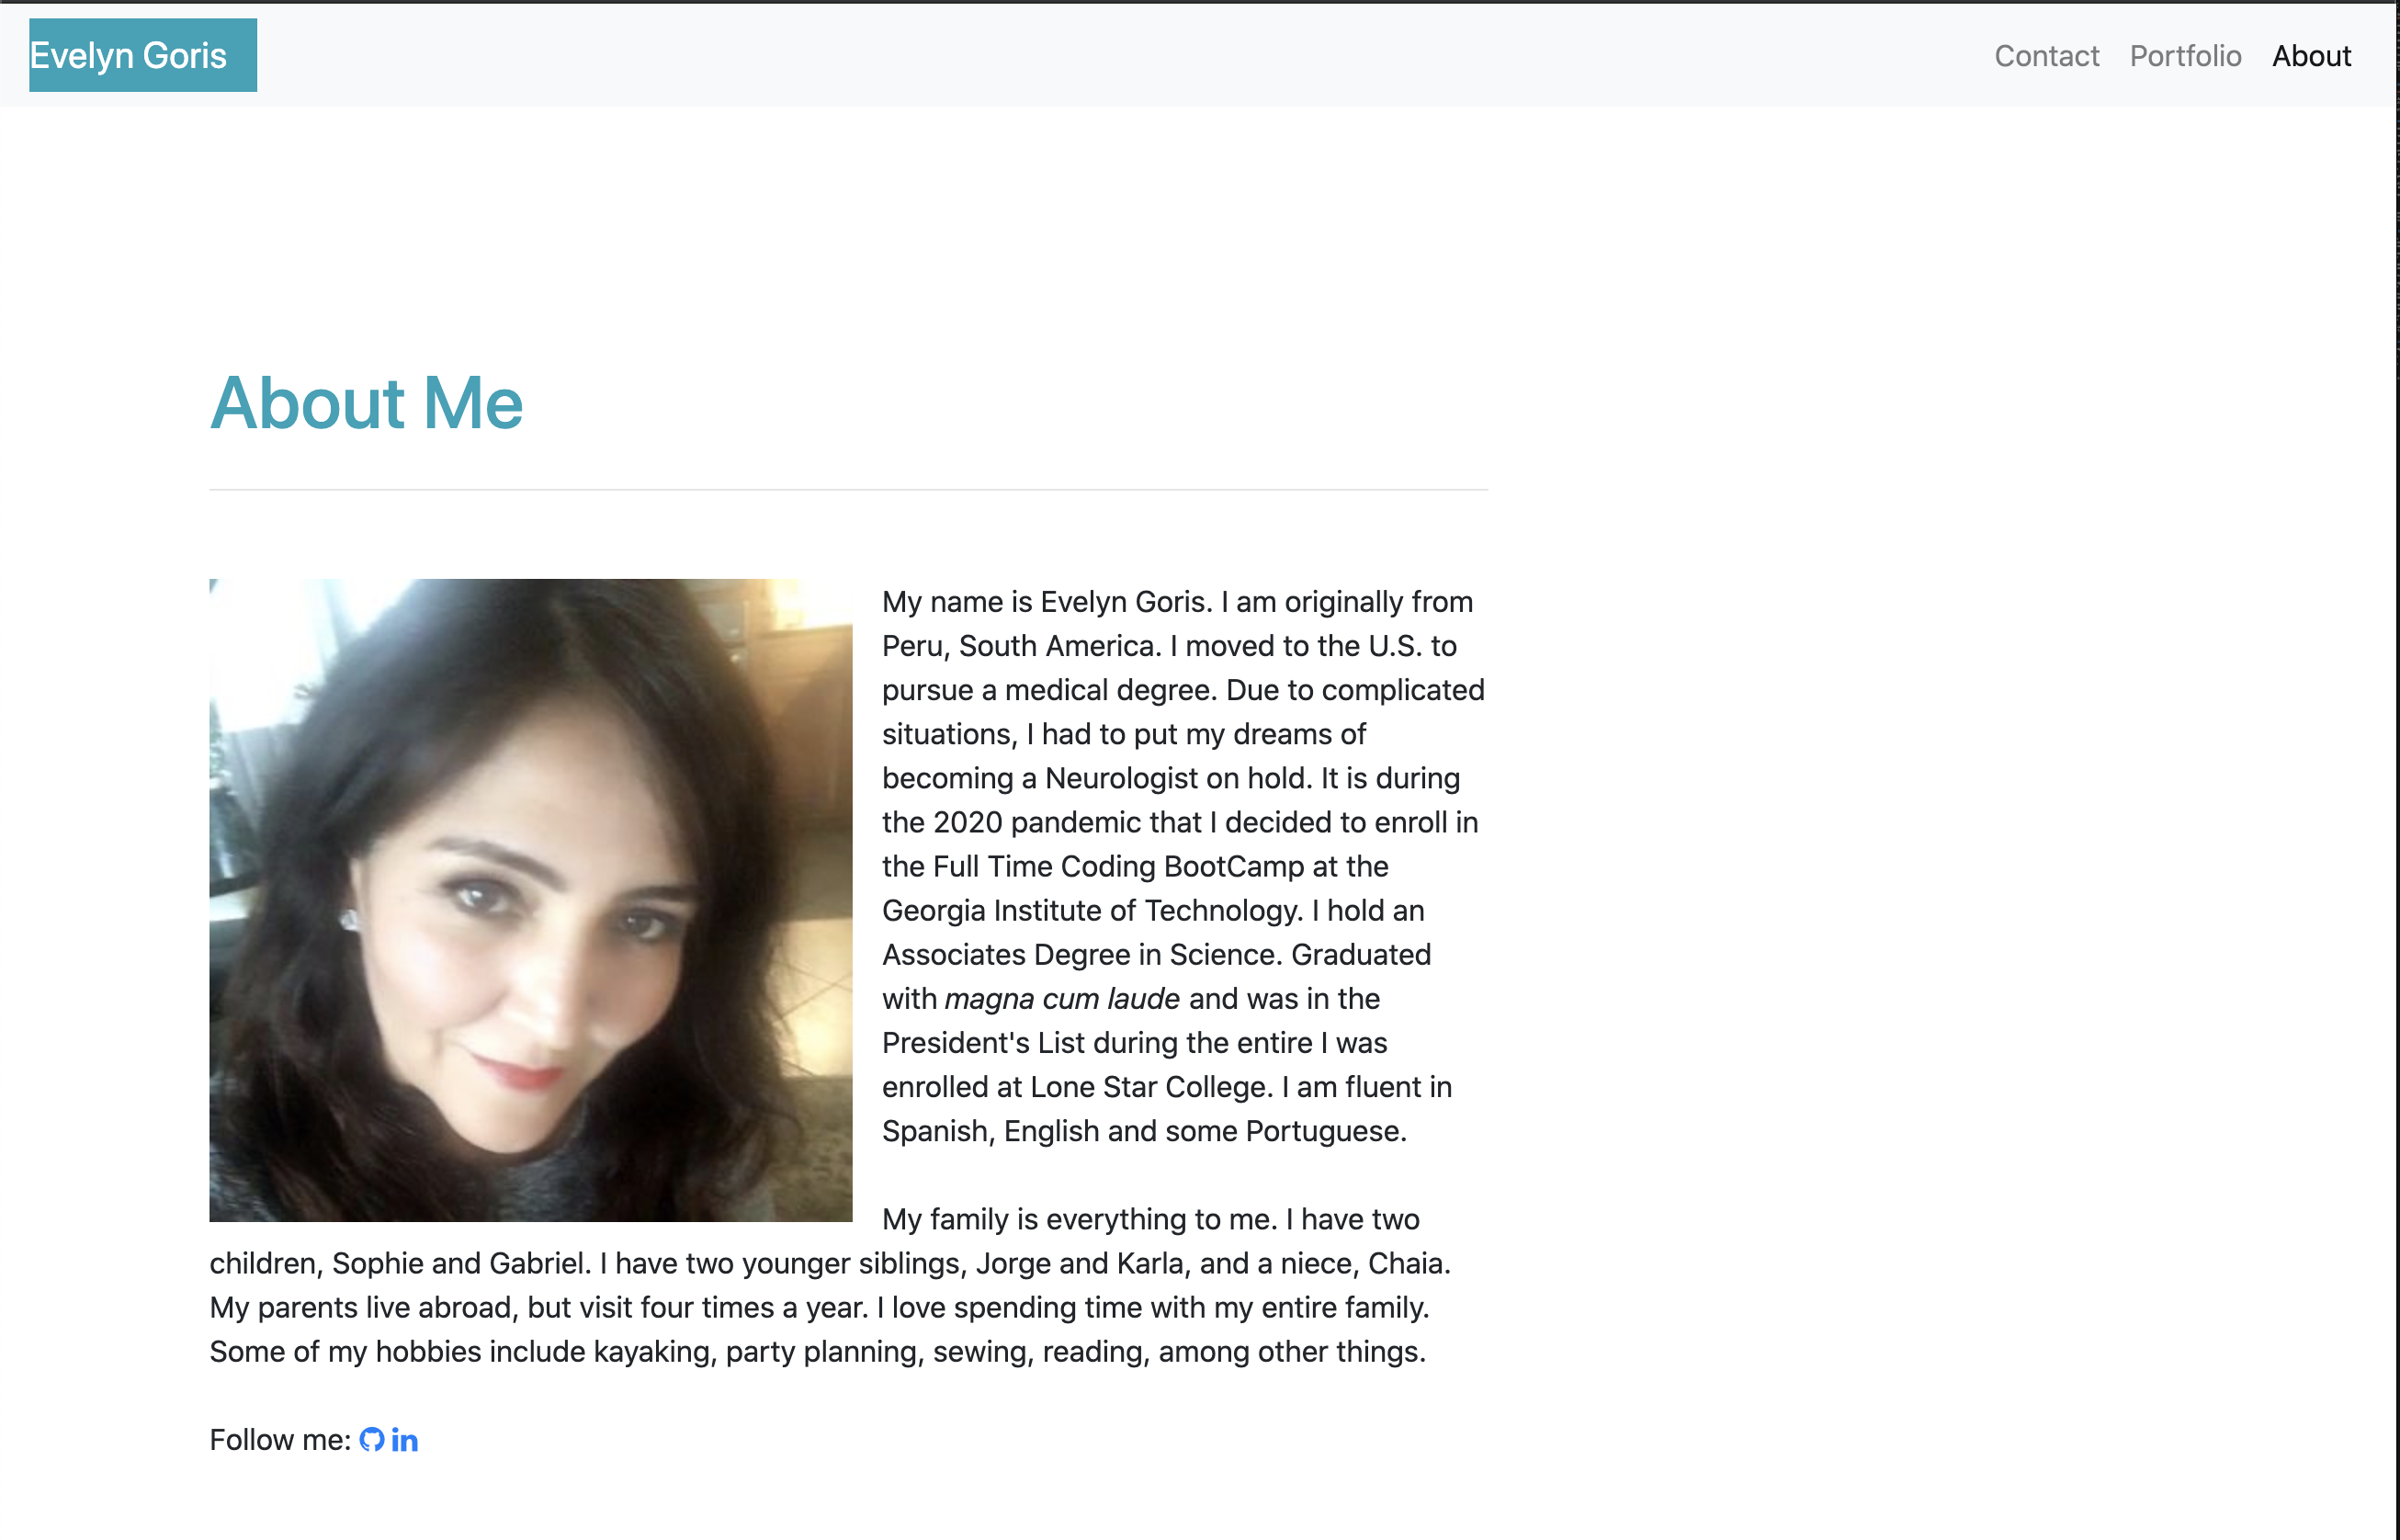 Evelyn Goris
Contact Portfolio About
About Me
My name is Evelyn Goris. I am originally from
Peru, South America. I moved to the U.S. to
pursue a medical degree. Due to complicated
situations, I had to put my dreams of
becoming a Neurologist on hold. It is during
the 2020 pandemic that I decided to enroll in
the Full Time Coding BootCamp at the
Georgia Institute of Technology. I hold an
Associates Degree in Science. Graduated
with magna cum laude and was in the
President's List during the entire I was
enrolled at Lone Star College. I am fluent in
Spanish, English and some Portuguese.
My family is everything to me. I have two
children, Sophie and Gabriel. I have two younger siblings, Jorge and Karla, and a niece, Chaia.
My parents live abroad, but visit four times a year. I love spending time with my entire family.
Some of my hobbies include kayaking, party planning, sewing, reading, among other things.
Follow me: in